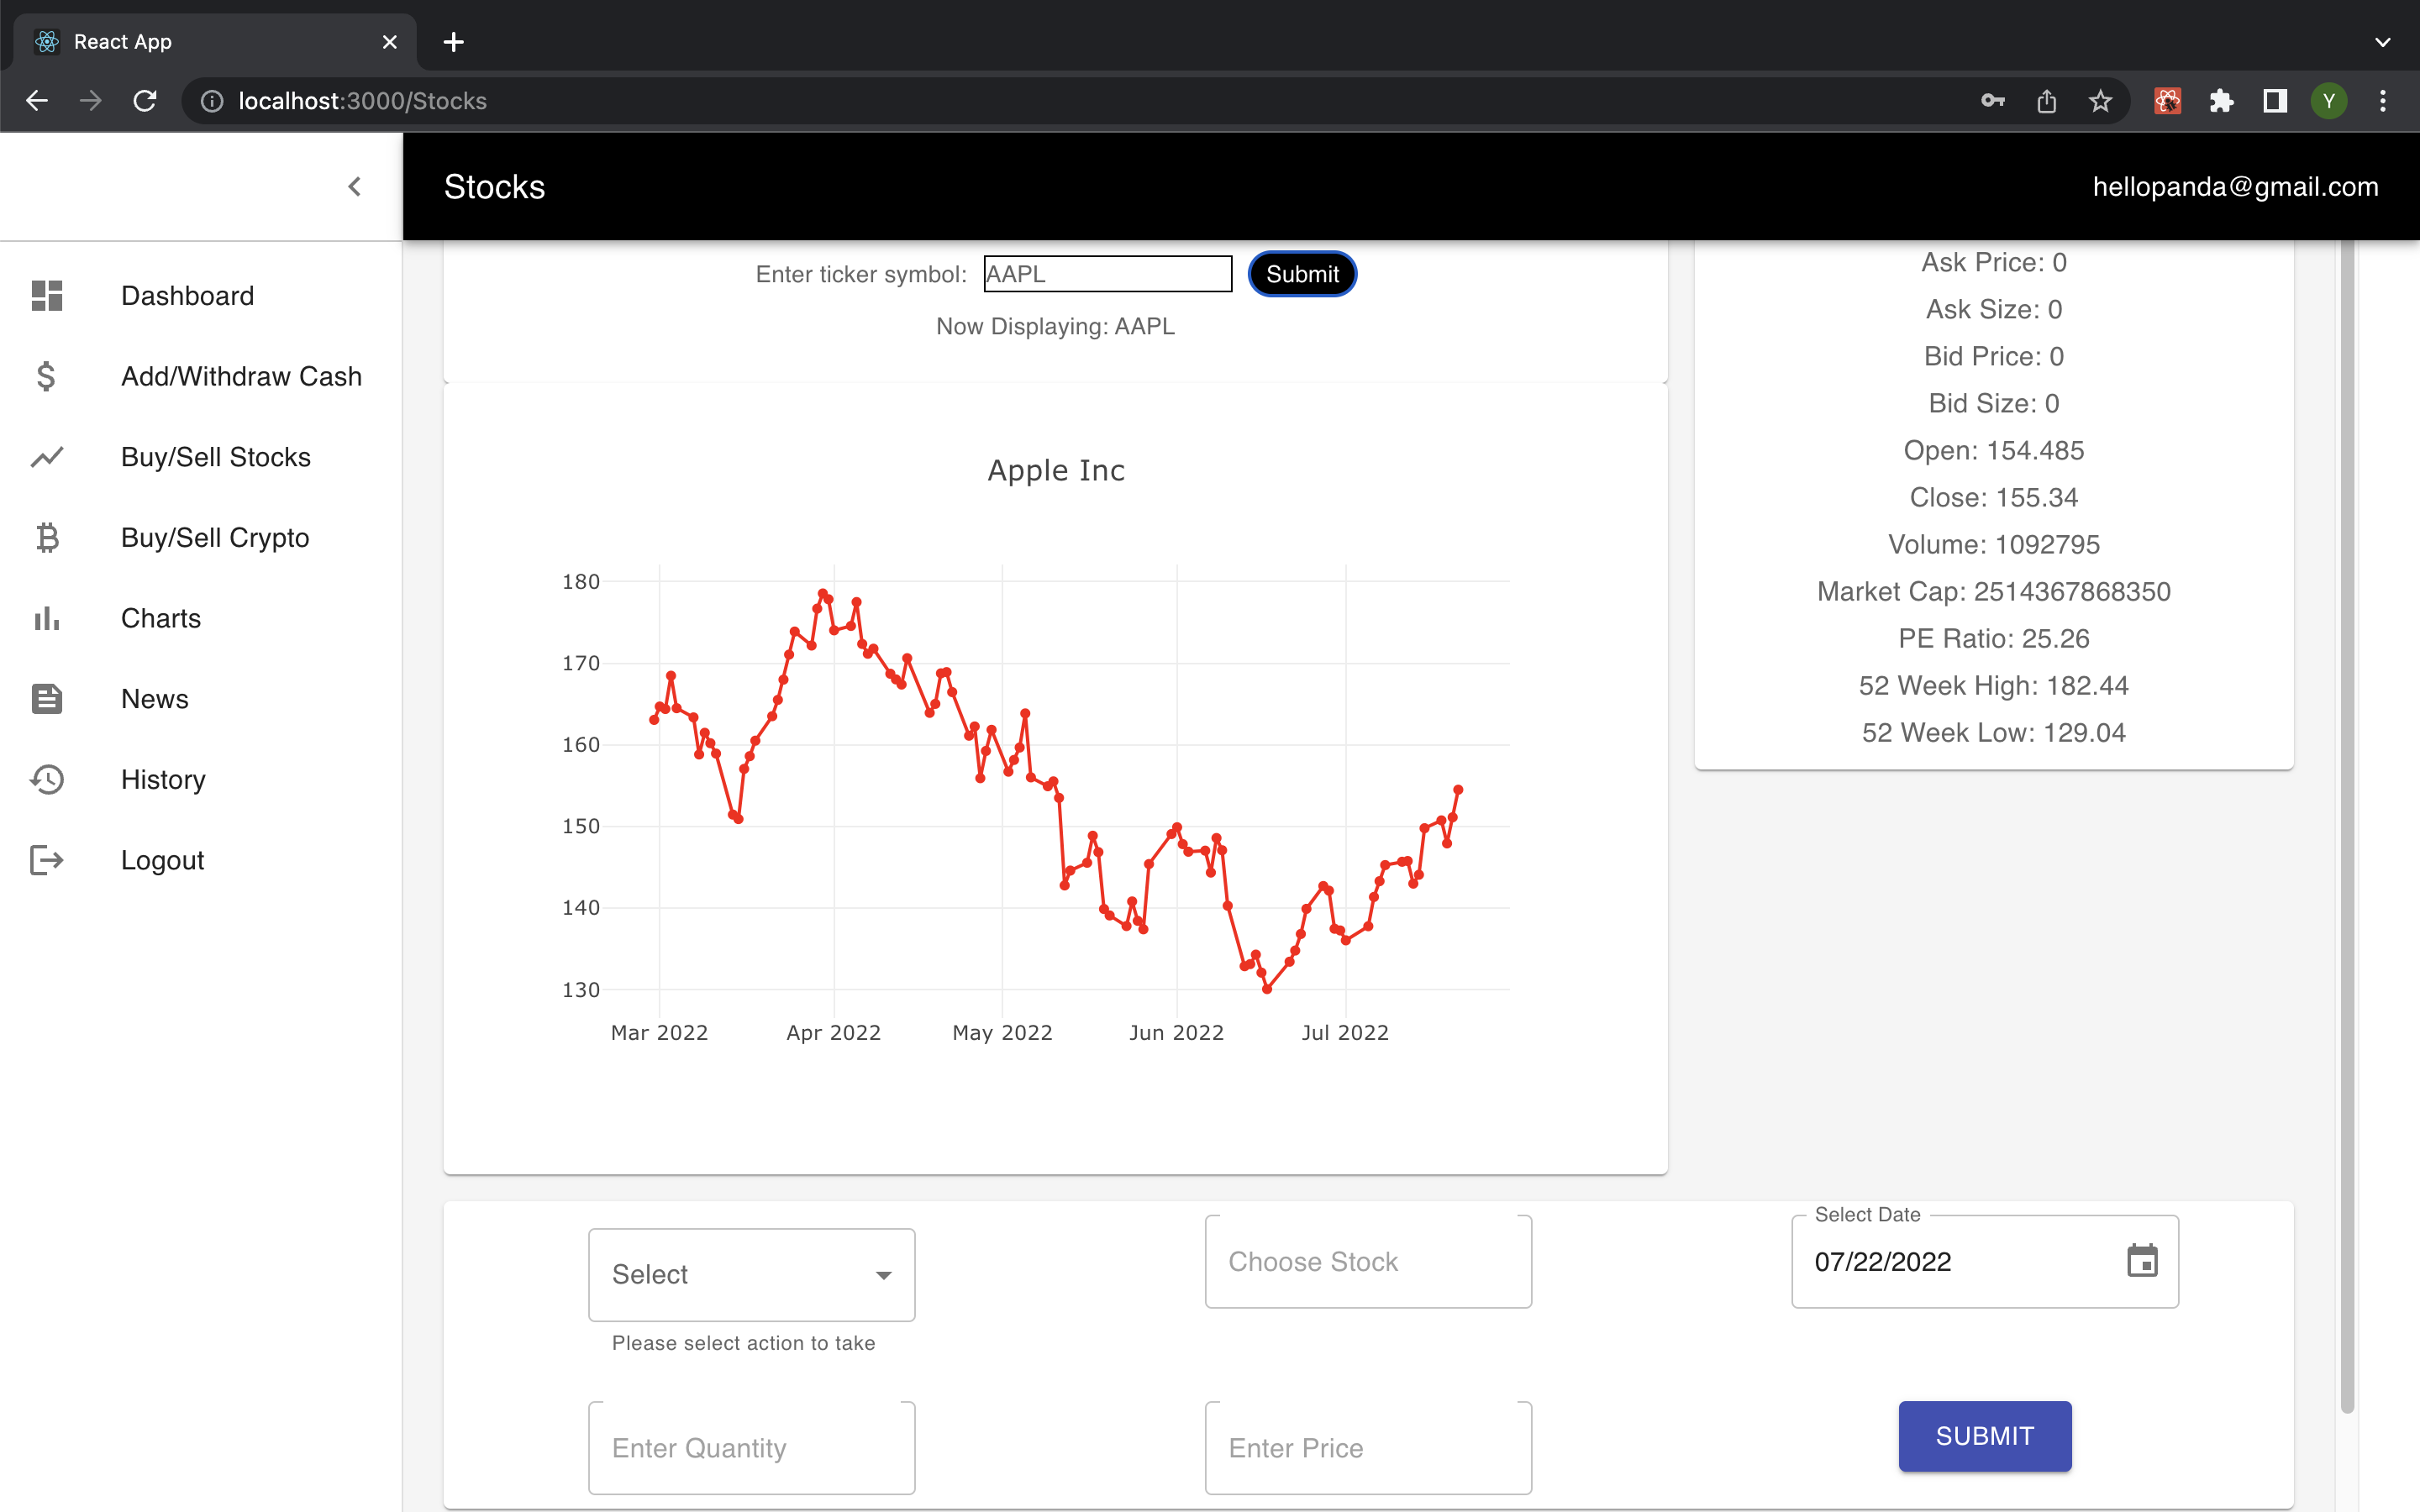 React App
localhost:3000/Stocks
Y
Stocks
hellopanda@gmail.com
Dashboard
Add/Withdraw Cash
Buy/Sell Stocks
Buy/Sell Crypto
Charts
News
History
Logout
Enter ticker symbol: AAPL Submit
Now Displaying: AAPL
Apple Inc
180
170
160
150
140
130
Mar 2022 Apr 2022 May 2022 Jun 2022 Jul 2022
Ask Price: 0
Ask Size: 0
Bid Price: 0
Bid Size: 0
Open: 154.485
Close: 155.34
Volume: 1092795
Market Cap: 2514367868350
PE Ratio: 25.26
52 Week High: 182.44
52 Week Low: 129.04
Select
Please select action to take
Choose Stock
Select Date
07/22/2022
Enter Quantity
Enter Price
SUBMIT